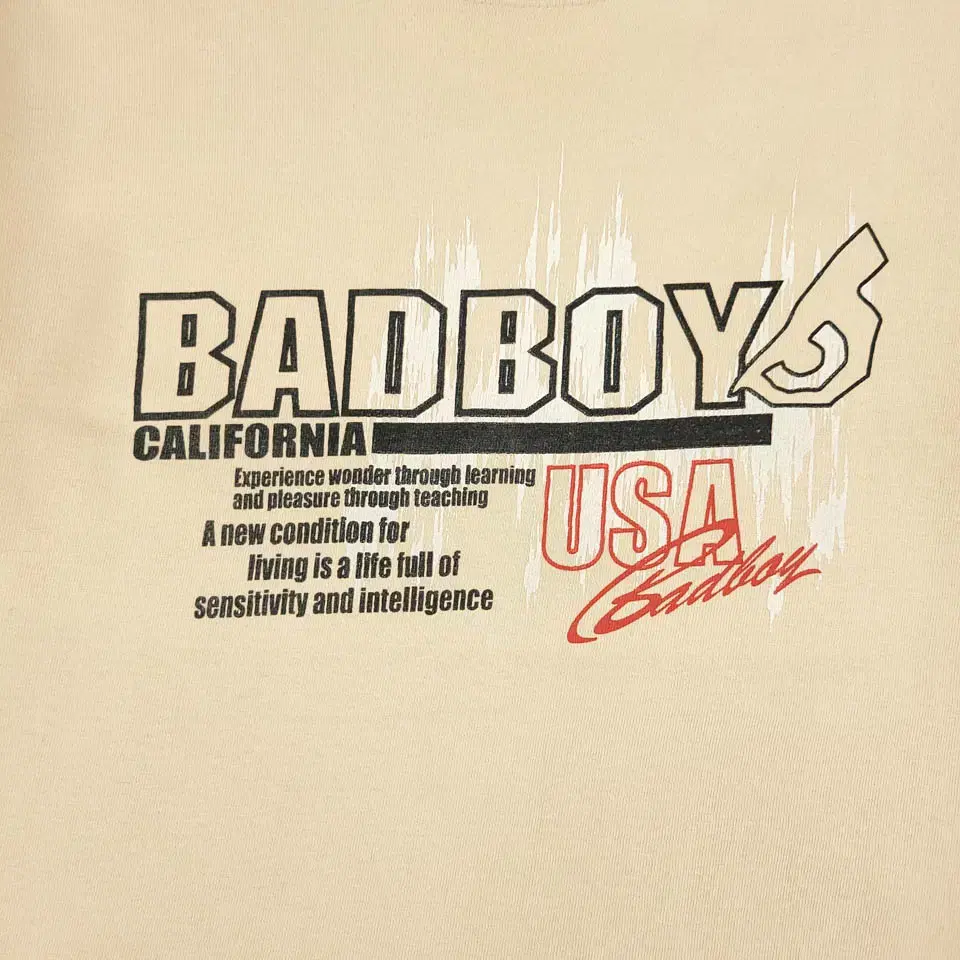 BADBOY
CALIFORNIA
Experience wonder through learning
and pleasure through teaching
A new condition for
living is a life full of
sensitivity and intelligence
USA
Badboy